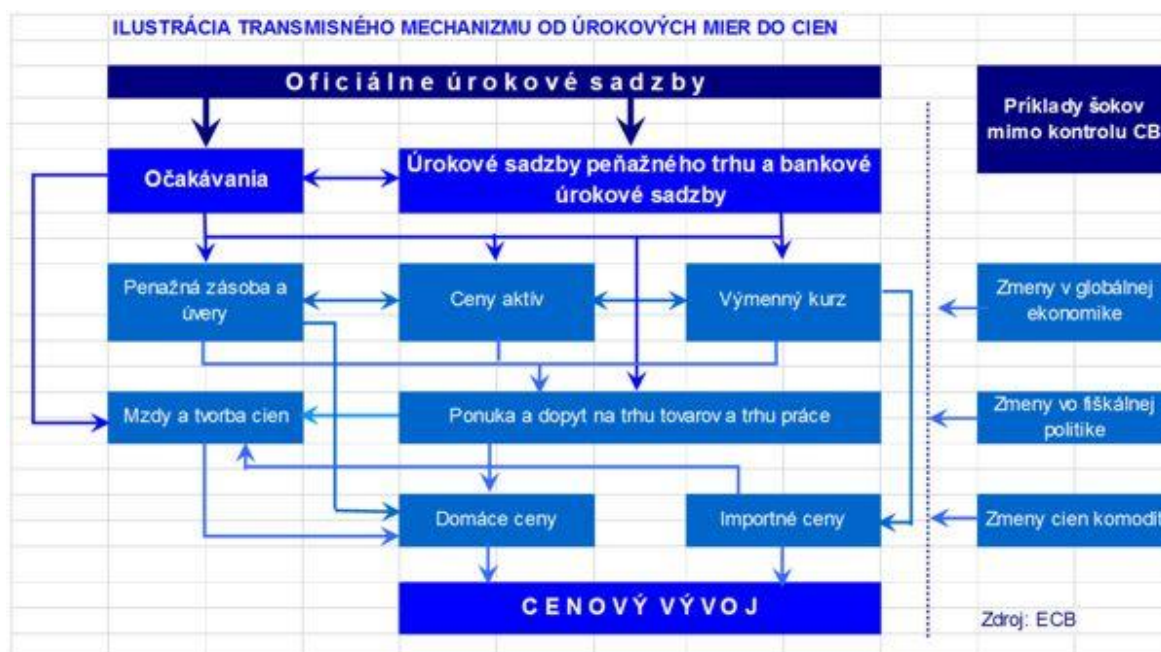 ILUSTRÁCIA TRANSMISNÉHO MECHANIZMU OD ÚROKOVÝCH MIER DO CIEN
Oficiálne úrokové sadzby
Príklady šokov
mimo kontrolu CB
Očakávania
Úrokové sadzby peňažného trhu a bankové
úrokové sadzby
Penažná zásoba a
úvery
Ceny aktív
Výmenný kurz
Zmeny v globálnej
ekonomike
Mzdy a tvorba cien
Ponuka a dopyt na trhu tovarov a trhu práce
Zmeny vo fiškálnej
politike
Domáce ceny
Importné ceny
Zmeny cien komodít
CENOVÝ VÝVOJ
Zdroj: ECB